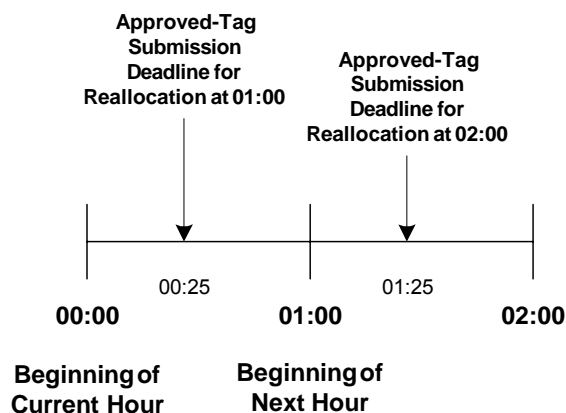 Approved-Tag
Submission
Deadline for
Reallocation at 01:00
Approved-Tag
Submission
Deadline for
Reallocation at 02:00
00:25
01:25
00:00
01:00
02:00
Beginning of
Current Hour
Beginning of
Next Hour